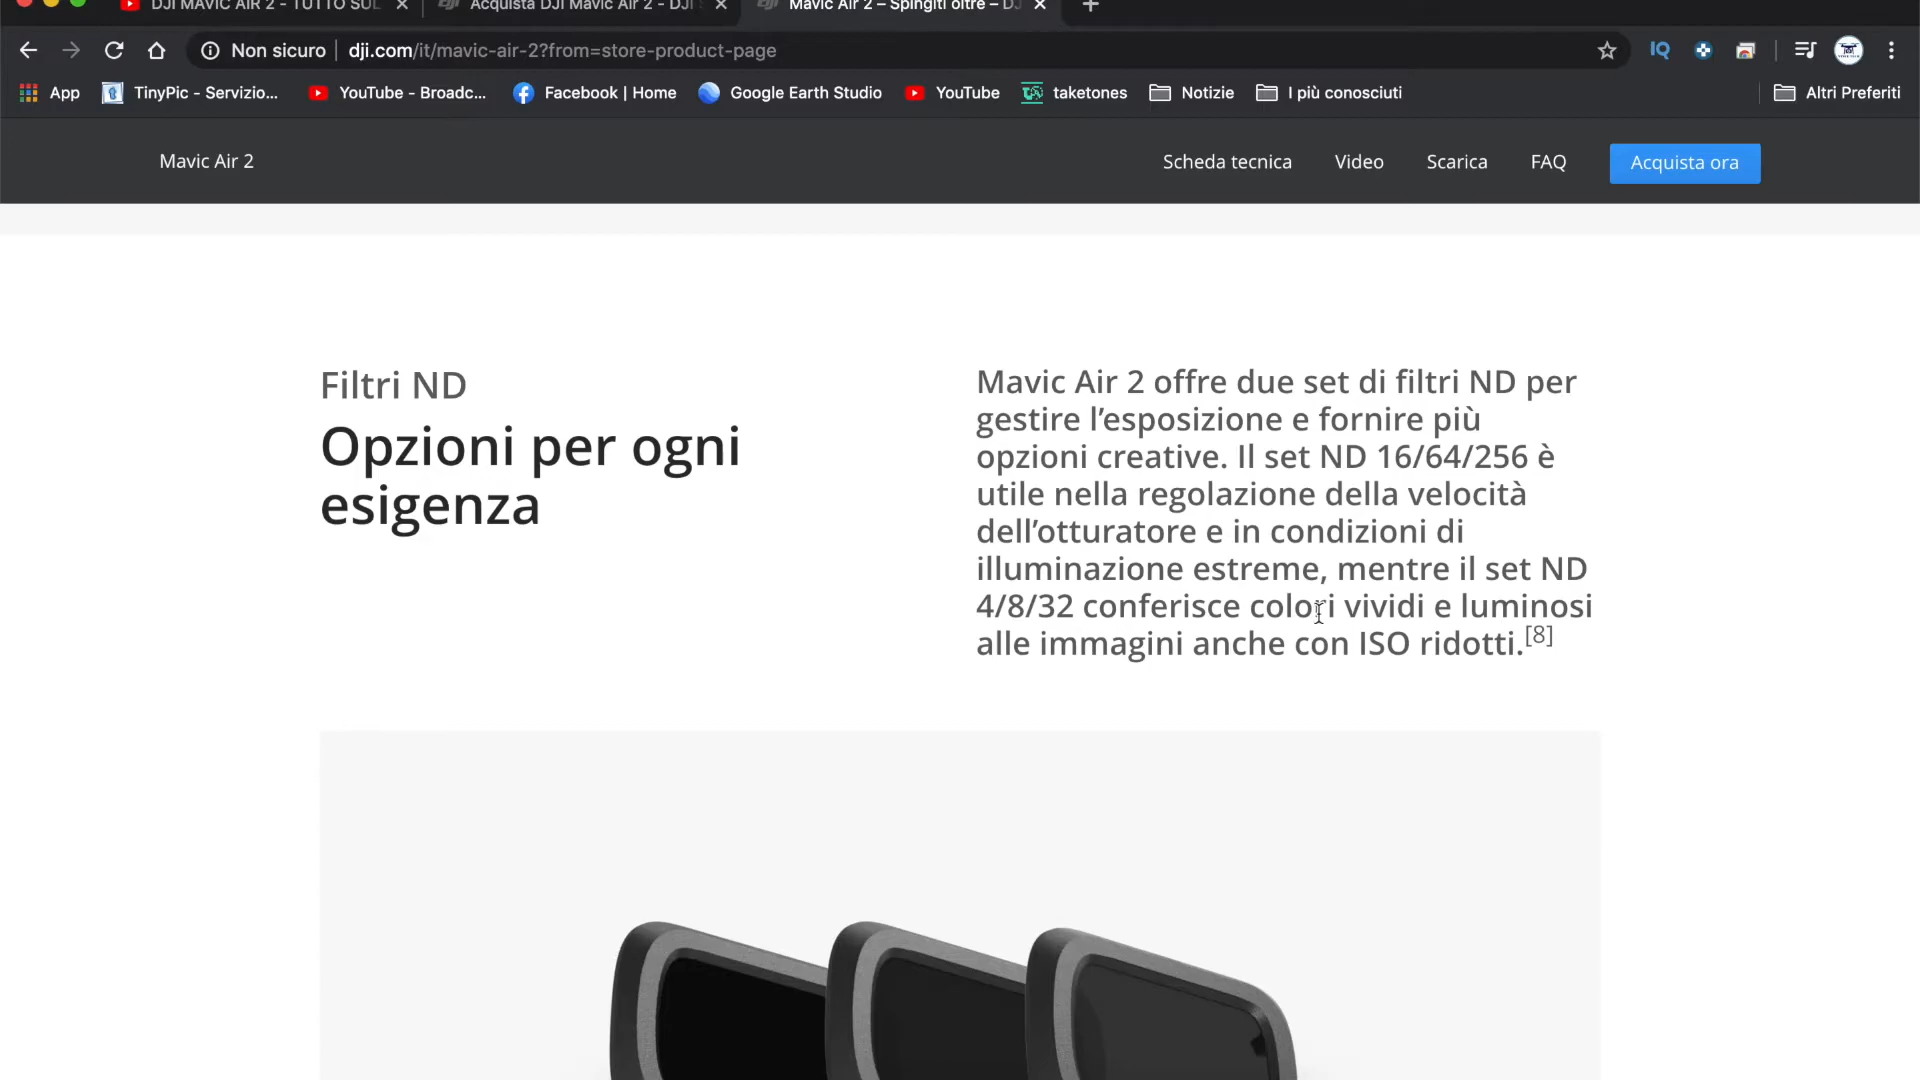 DJI MAVIC AIR 2 - TUTTO SUL
Acquista DJI Mavic Air 2 - DJI
Mavic Air 2 – Spingiti oltre – DJ
Non sicuro
dji.com/it/mavic-air-2?from=store-product-page
App
TinyPic - Servizio...
YouTube - Broadc...
Facebook | Home
Google Earth Studio
YouTube
taketones
Notizie
I più conosciuti
Altri Preferiti
Mavic Air 2
Scheda tecnica
Video
Scarica
FAQ
Acquista ora
Filtri ND
Opzioni per ogni
esigenza
Mavic Air 2 offre due set di filtri ND per
gestire l’esposizione e fornire più
opzioni creative. Il set ND 16/64/256 è
utile nella regolazione della velocità
dell’otturatore e in condizioni di
illuminazione estreme, mentre il set ND
4/8/32 conferisce colori vividi e luminosi
alle immagini anche con ISO ridotti.[8]